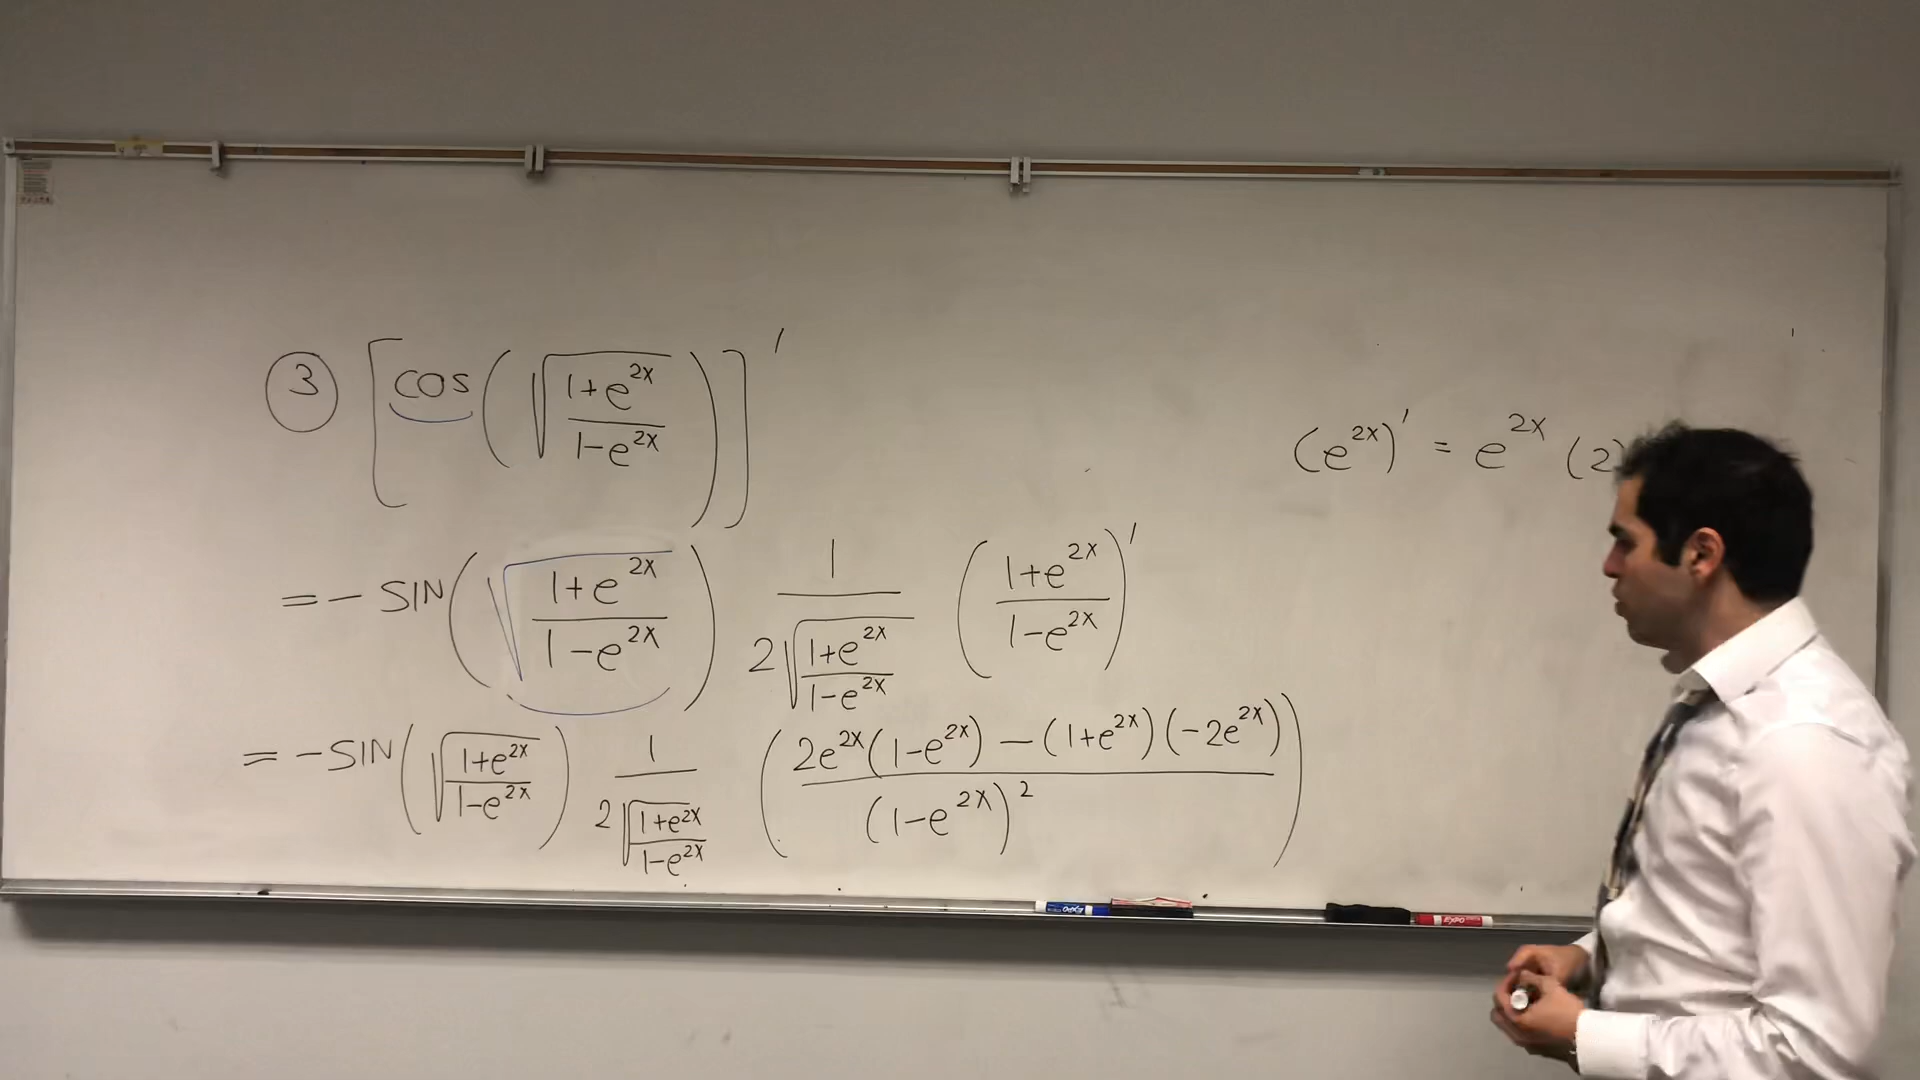 ③ [cos(√((1+e^{2x})/(1-e^{2x})))]'
(e^{2x})' = e^{2x} (2)
= - SIN(√((1+e^{2x})/(1-e^{2x}))) 1/(2√((1+e^{2x})/(1-e^{2x}))) ((1+e^{2x})/(1-e^{2x}))'
= -SIN(√((1+e^{2x})/(1-e^{2x}))) 1/(2√((1+e^{2x})/(1-e^{2x}))) ((2e^{2x}(1-e^{2x}) - (1+e^{2x})(-2e^{2x}))/(1-e^{2x})^2)
EXPO
EXPO